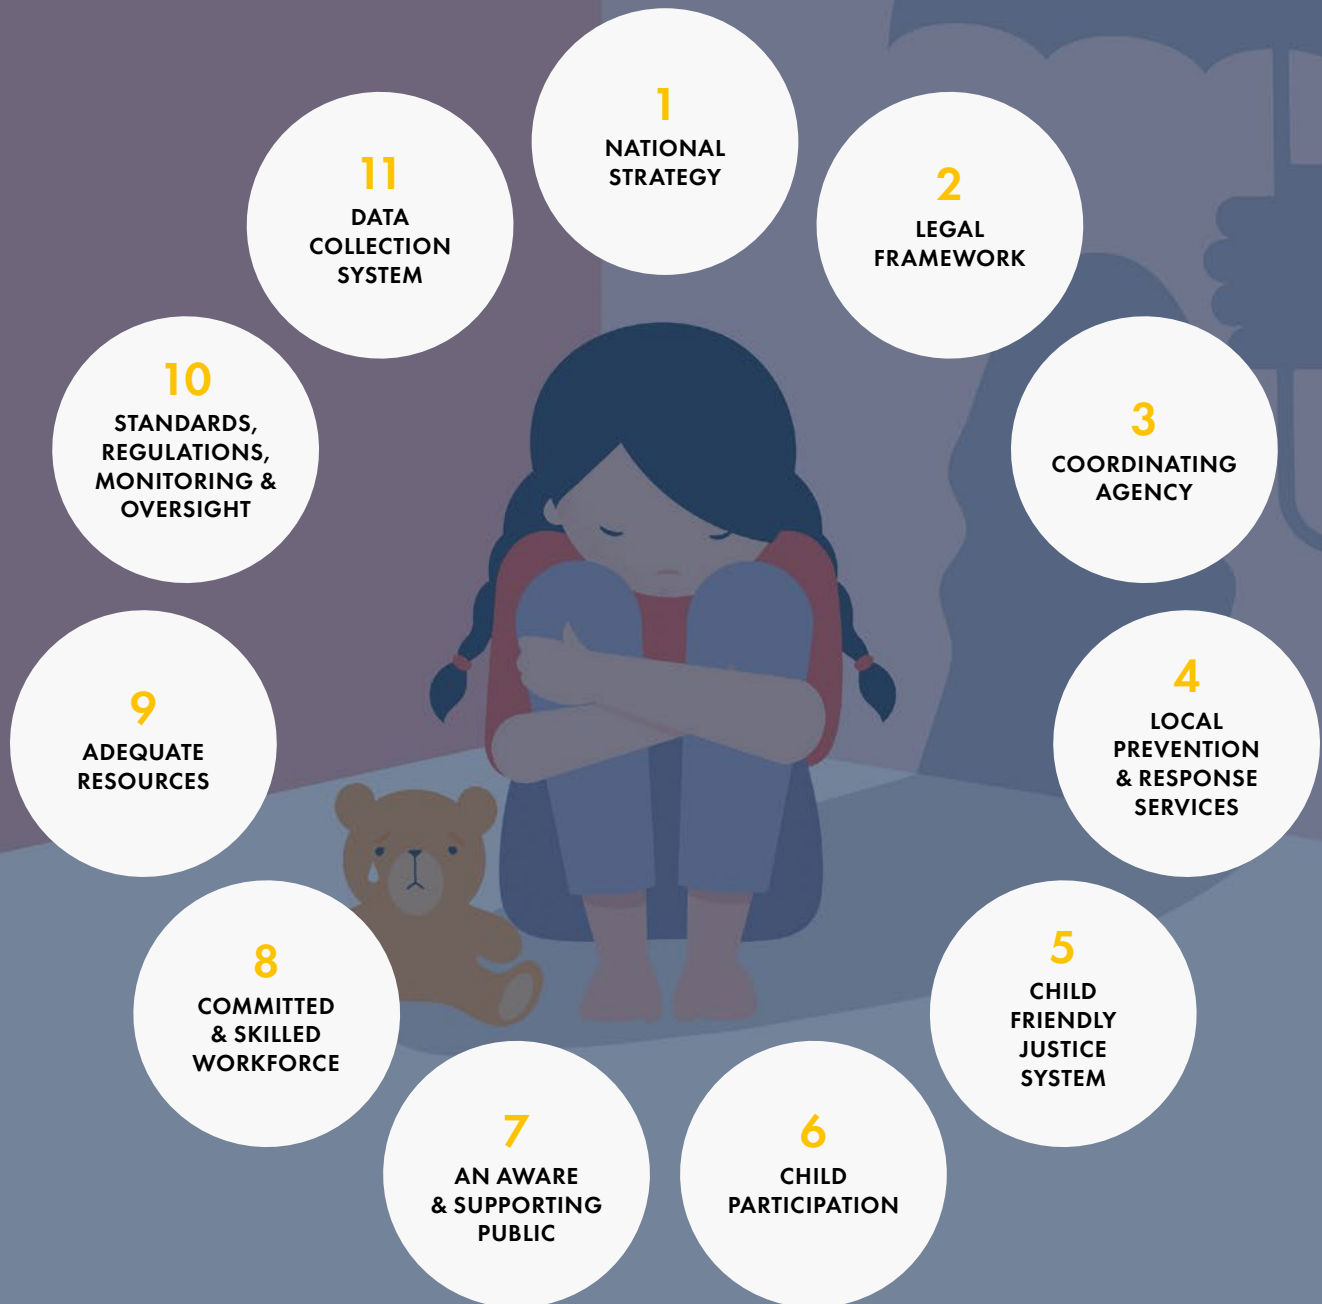 1
NATIONAL
STRATEGY
2
LEGAL
FRAMEWORK
3
COORDINATING
AGENCY
4
LOCAL
PREVENTION
& RESPONSE
SERVICES
5
CHILD
FRIENDLY
JUSTICE
SYSTEM
6
CHILD
PARTICIPATION
7
AN AWARE
& SUPPORTING
PUBLIC
8
COMMITTED
& SKILLED
WORKFORCE
9
ADEQUATE
RESOURCES
10
STANDARDS,
REGULATIONS,
MONITORING &
OVERSIGHT
11
DATA
COLLECTION
SYSTEM